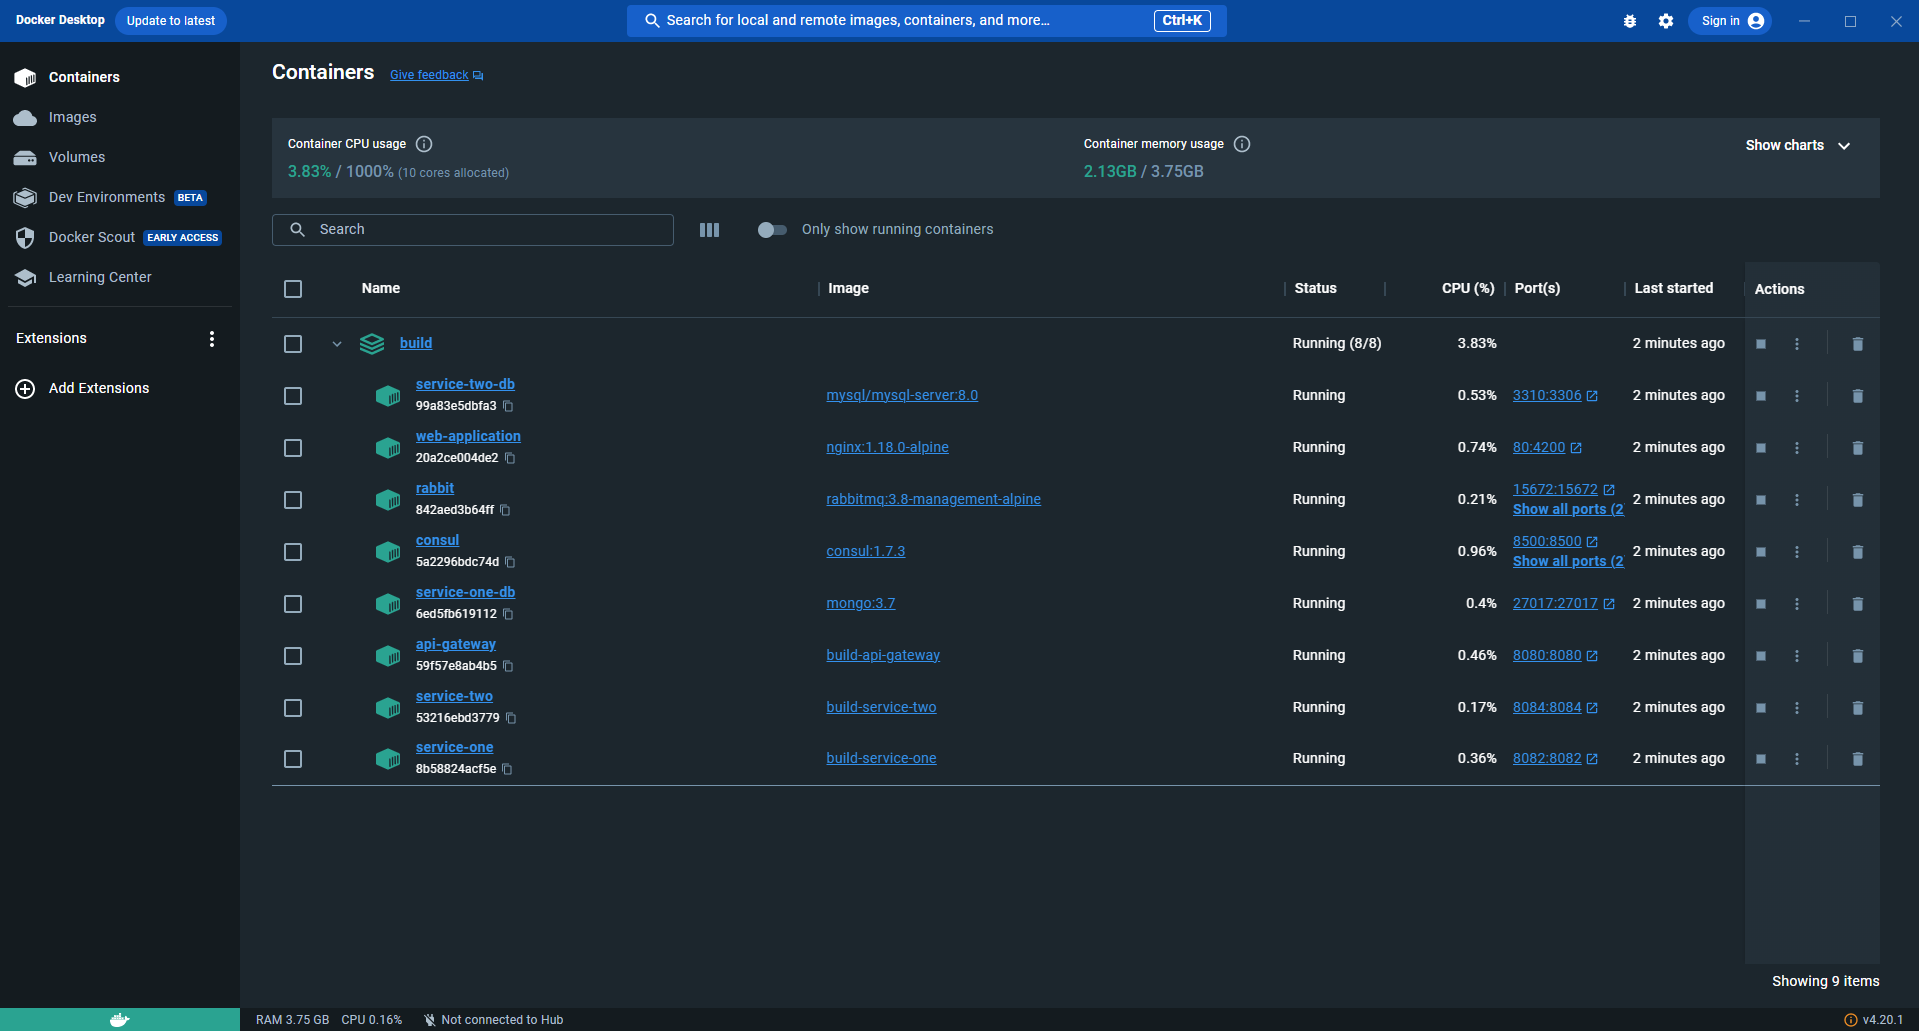 Docker Desktop Update to latest Search for local and remote images, containers, and more... Ctrl+K Sign in
Containers
Images
Volumes
Dev Environments BETA
Docker Scout EARLY ACCESS
Learning Center
Extensions
Add Extensions
Containers Give feedback
Container CPU usage
3.83% / 1000% (10 cores allocated)
Container memory usage
2.13GB / 3.75GB
Show charts
Search
Only show running containers
Name Image Status CPU (%) Port(s) Last started Actions
build Running (8/8) 3.83% 2 minutes ago
service-two-db
99a83e5dbfa3
mysql/mysql-server:8.0 Running 0.53% 3310:3306 2 minutes ago
web-application
20a2ce004de2
nginx:1.18.0-alpine Running 0.74% 80:4200 2 minutes ago
rabbit
842aed3b64ff
rabbitmq:3.8-management-alpine Running 0.21% 15672:15672 2 minutes ago
Show all ports (2
consul
5a2296bdc74d
consul:1.7.3 Running 0.96% 8500:8500 2 minutes ago
Show all ports (2
service-one-db
6ed5fb619112
mongo:3.7 Running 0.4% 27017:27017 2 minutes ago
api-gateway
59f57e8ab4b5
build-api-gateway Running 0.46% 8080:8080 2 minutes ago
service-two
53216ebd3779
build-service-two Running 0.17% 8084:8084 2 minutes ago
service-one
8b58824acf5e
build-service-one Running 0.36% 8082:8082 2 minutes ago
Showing 9 items
RAM 3.75 GB CPU 0.16% Not connected to Hub v4.20.1